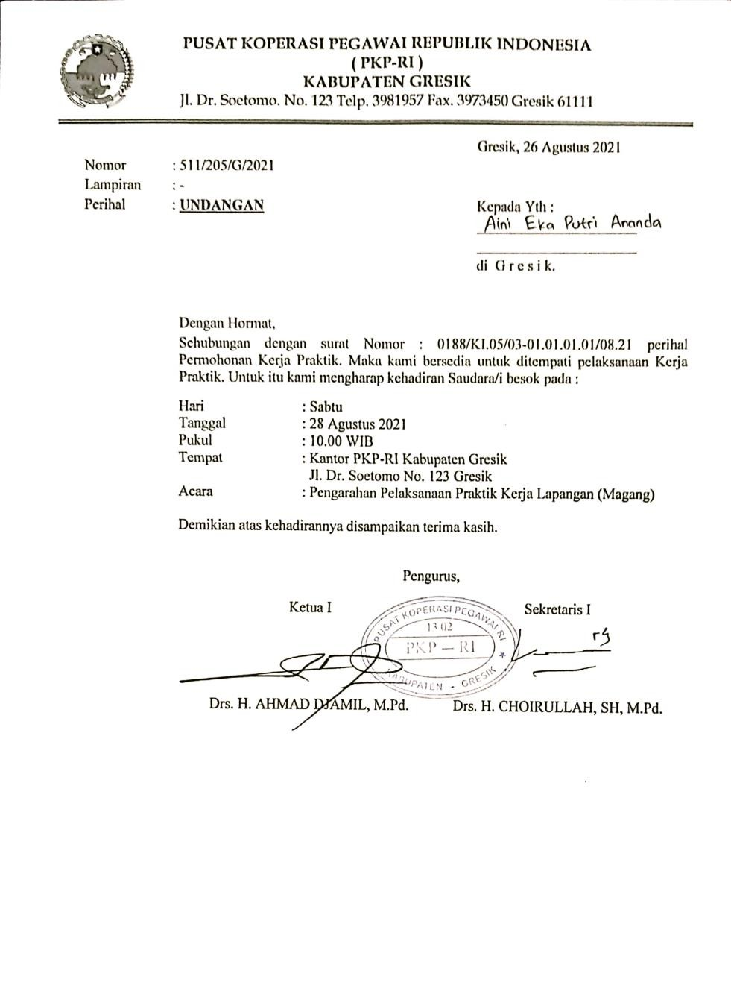 PUSAT KOPERASI PEGAWAI REPUBLIK INDONESIA
( PKP-RI )
KABUPATEN GRESIK
Jl. Dr. Soetomo. No. 123 Telp. 3981957 Fax. 3973450 Gresik 61111
Gresik, 26 Agustus 2021
Nomor : 511/205/G/2021
Lampiran : -
Perihal : UNDANGAN
Kepada Yth :
Aini Eka Putri Ananda
di Gresik.
Dengan Hormat,
Sehubungan dengan surat Nomor : 0188/KI.05/03-01.01.01.01/08.21 perihal
Permohonan Kerja Praktik. Maka kami bersedia untuk ditempati pelaksanaan Kerja
Praktik. Untuk itu kami mengharap kehadiran Saudara/i besok pada :
Hari : Sabtu
Tanggal : 28 Agustus 2021
Pukul : 10.00 WIB
Tempat : Kantor PKP-RI Kabupaten Gresik
Jl. Dr. Soetomo No. 123 Gresik
Acara : Pengarahan Pelaksanaan Praktik Kerja Lapangan (Magang)
Demikian atas kehadirannya disampaikan terima kasih.
Pengurus,
Ketua I
Sekretaris I
PUSAT KOPERASI PEGAWAI RI
1302
PKP – RI
KABUPATEN - GRESIK
Drs. H. AHMAD DJAMIL, M.Pd.
Drs. H. CHOIRULLAH, SH, M.Pd.